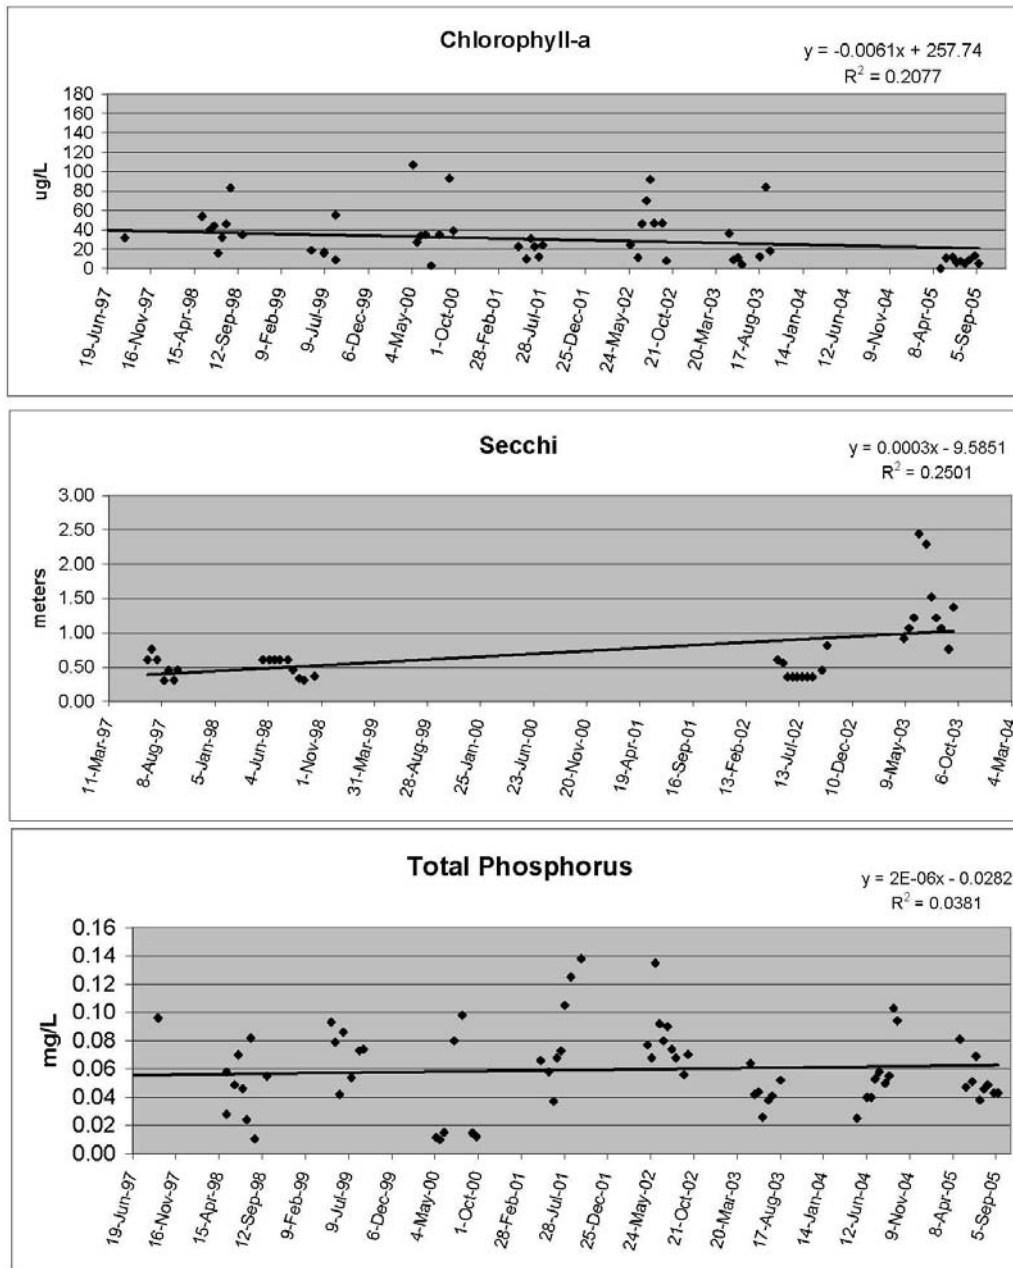 Chlorophyll-a
y = -0.0061x + 257.74
R² = 0.2077
180
160
140
120
100
80
60
40
20
0
ug/L
19-Jun-97
16-Nov-97
15-Apr-98
12-Sep-98
9-Feb-99
9-Jul-99
6-Dec-99
4-May-00
1-Oct-00
28-Feb-01
28-Jul-01
25-Dec-01
24-May-02
21-Oct-02
20-Mar-03
17-Aug-03
14-Jan-04
12-Jun-04
9-Nov-04
8-Apr-05
5-Sep-05
Secchi
y = 0.0003x - 9.5851
R² = 0.2501
3.00
2.50
2.00
1.50
1.00
0.50
0.00
meters
11-Mar-97
8-Aug-97
5-Jan-98
4-Jun-98
1-Nov-98
31-Mar-99
28-Aug-99
25-Jan-00
23-Jun-00
20-Nov-00
19-Apr-01
16-Sep-01
13-Feb-02
13-Jul-02
10-Dec-02
9-May-03
6-Oct-03
4-Mar-04
Total Phosphorus
y = 2E-06x - 0.0282
R² = 0.0381
0.16
0.14
0.12
0.10
0.08
0.06
0.04
0.02
0.00
mg/L
19-Jun-97
16-Nov-97
15-Apr-98
12-Sep-98
9-Feb-99
9-Jul-99
6-Dec-99
4-May-00
1-Oct-00
28-Feb-01
28-Jul-01
25-Dec-01
24-May-02
21-Oct-02
20-Mar-03
17-Aug-03
14-Jan-04
12-Jun-04
9-Nov-04
8-Apr-05
5-Sep-05